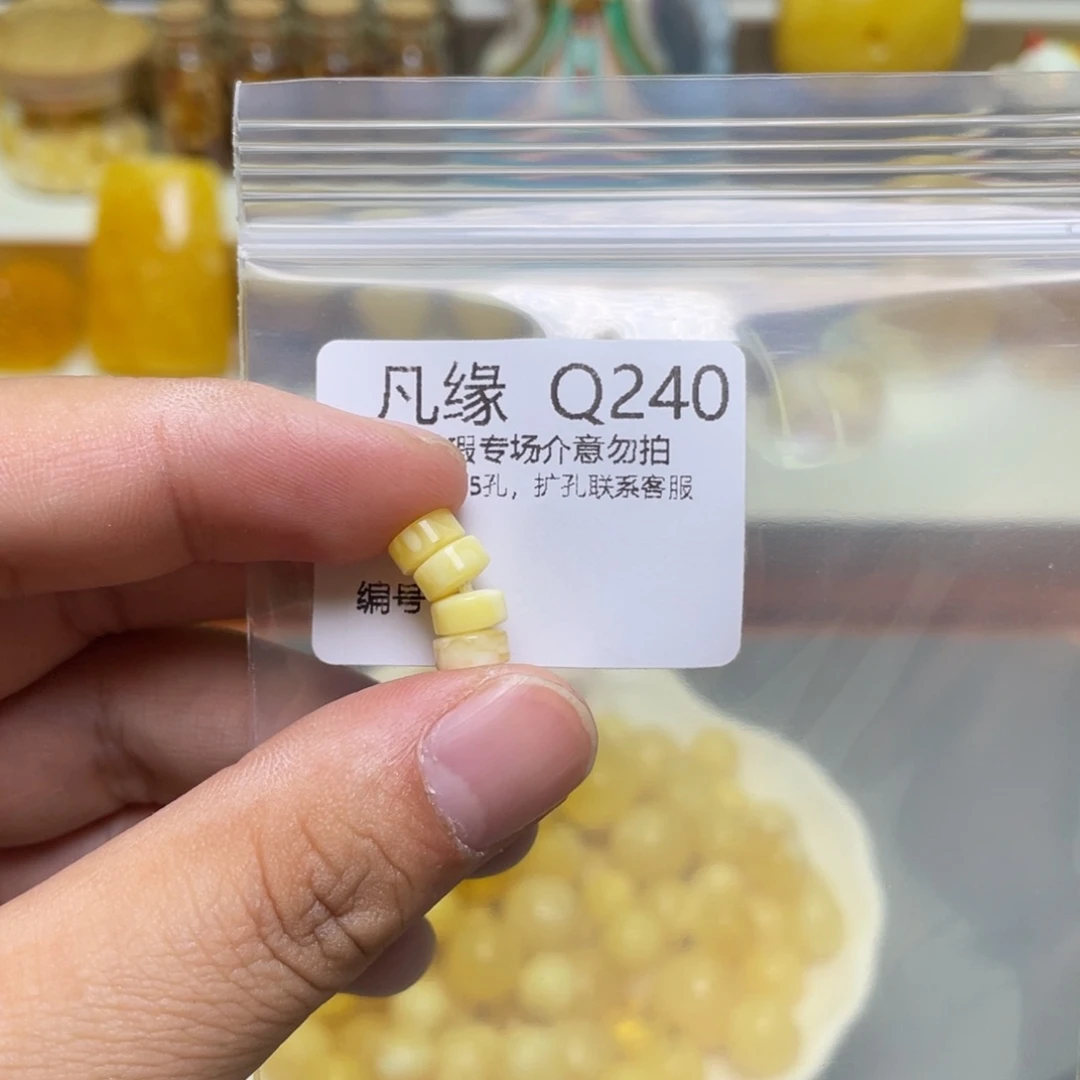 凡缘 Q240
瑕专场介意勿拍
5孔，扩孔联系客服
编号